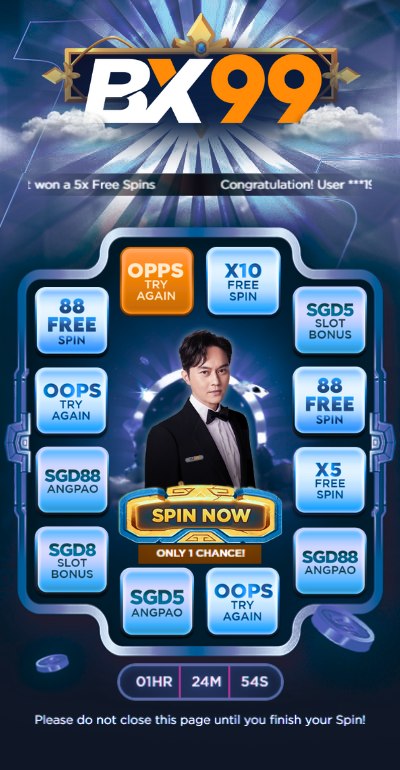 BX99
won a 5x Free Spins
Congratulation! User ***
OPPS
TRY
AGAIN
X10
FREE
SPIN
88
FREE
SPIN
SGD5
SLOT
BONUS
OOPS
TRY
AGAIN
88
FREE
SPIN
SGD88
ANGPAO
X5
FREE
SPIN
SPIN NOW
ONLY 1 CHANCE!
SGD8
SLOT
BONUS
SGD88
ANGPAO
SGD5
ANGPAO
OOPS
TRY
AGAIN
01HR 24M 54S
Please do not close this page until you finish your Spin!